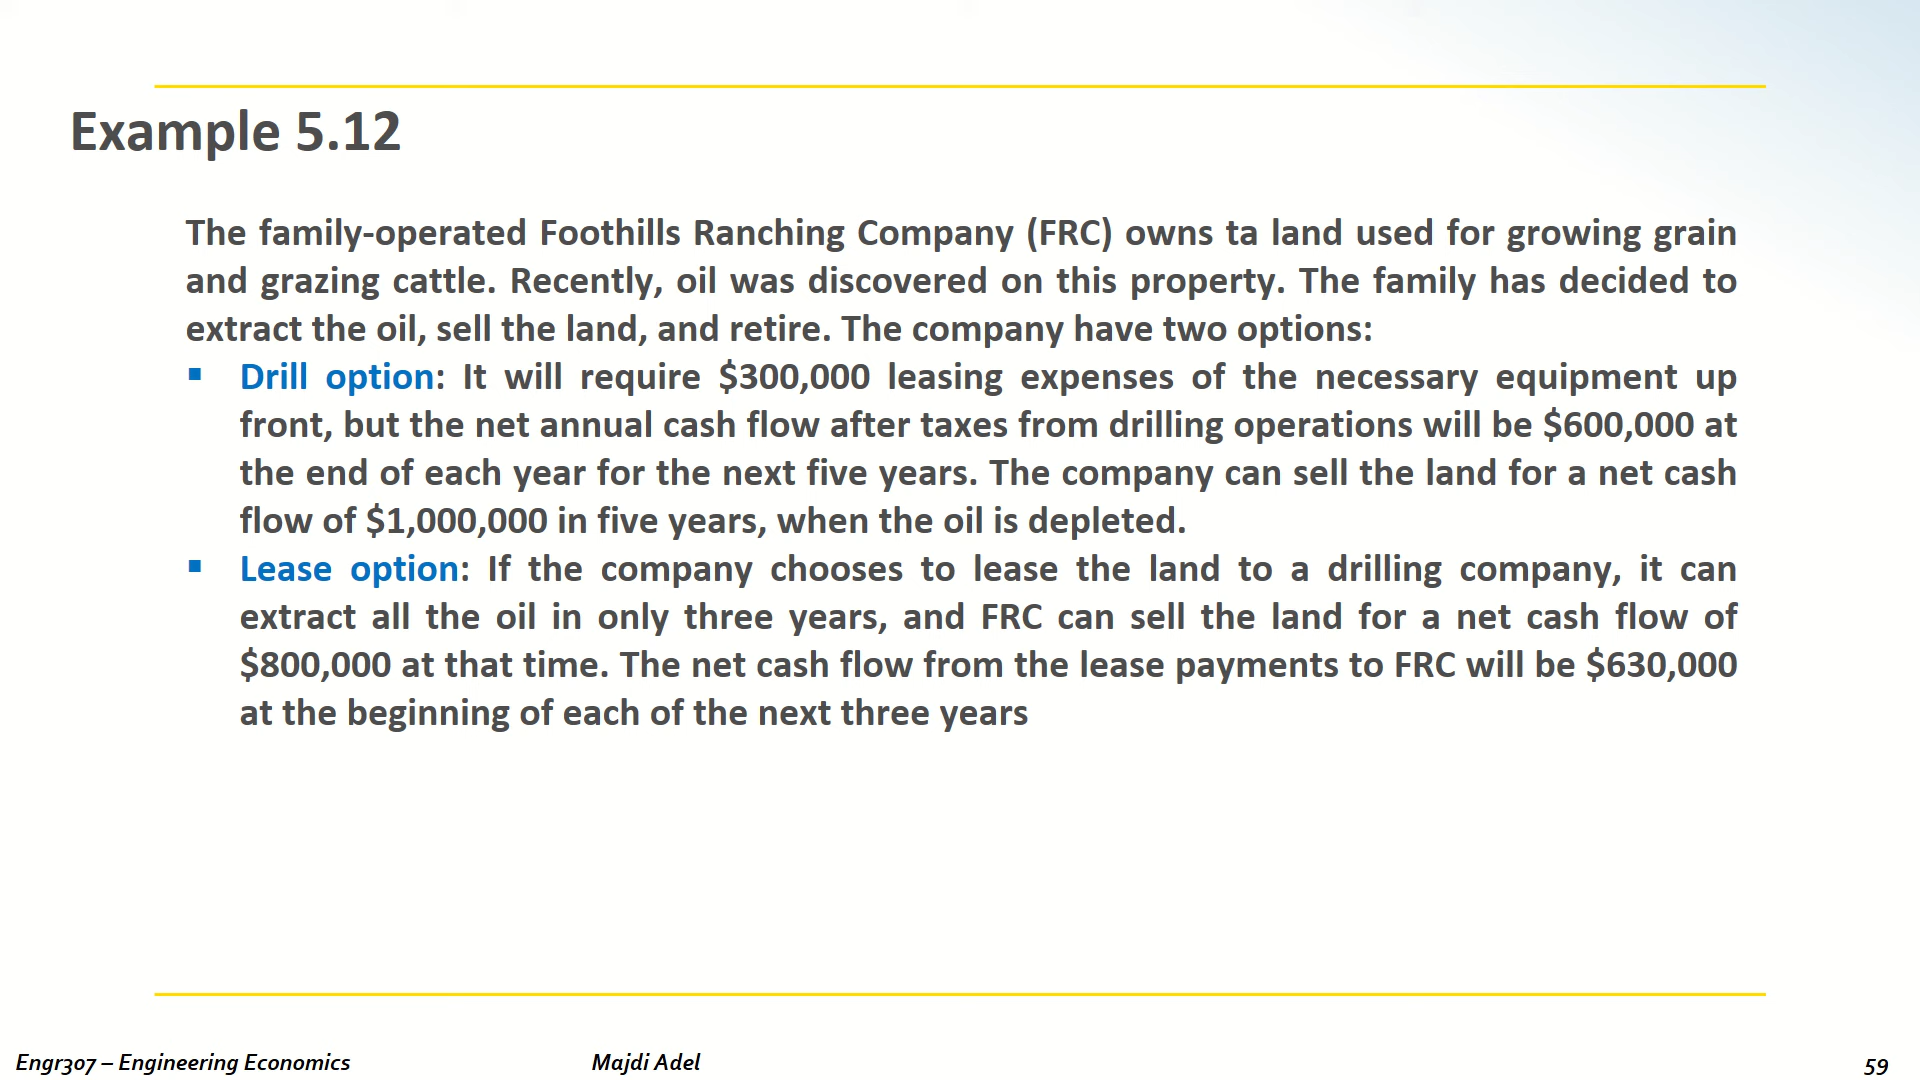 Example 5.12
The family-operated Foothills Ranching Company (FRC) owns ta land used for growing grain
and grazing cattle. Recently, oil was discovered on this property. The family has decided to
extract the oil, sell the land, and retire. The company have two options:
▪ Drill option: It will require $300,000 leasing expenses of the necessary equipment up
front, but the net annual cash flow after taxes from drilling operations will be $600,000 at
the end of each year for the next five years. The company can sell the land for a net cash
flow of $1,000,000 in five years, when the oil is depleted.
▪ Lease option: If the company chooses to lease the land to a drilling company, it can
extract all the oil in only three years, and FRC can sell the land for a net cash flow of
$800,000 at that time. The net cash flow from the lease payments to FRC will be $630,000
at the beginning of each of the next three years
Engr307 – Engineering Economics
Majdi Adel
59